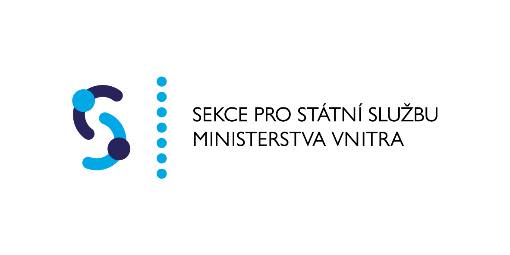 SEKCE PRO STÁTNÍ SLUŽBU
MINISTERSTVA VNITRA